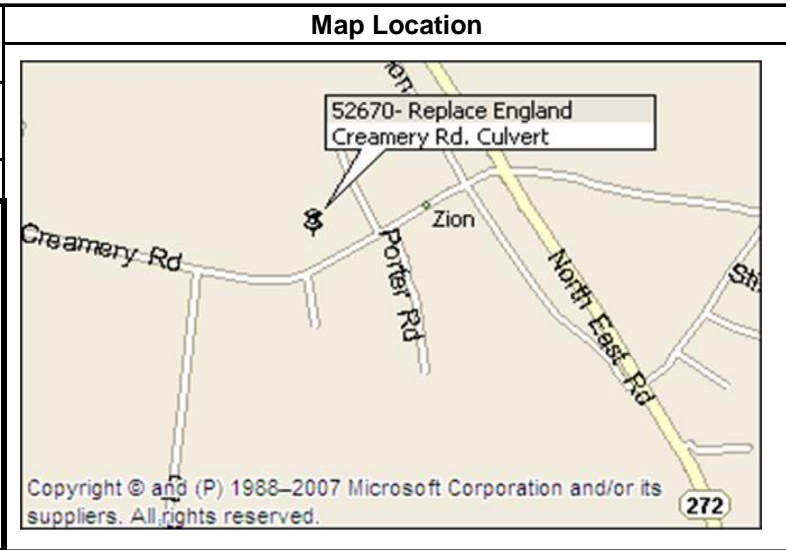 Map Location
52670- Replace England
Creamery Rd. Culvert
Zion
Creamery Rd
Porter Rd
North East Rd
272
Copyright © and (P) 1988–2007 Microsoft Corporation and/or its
suppliers. All rights reserved.